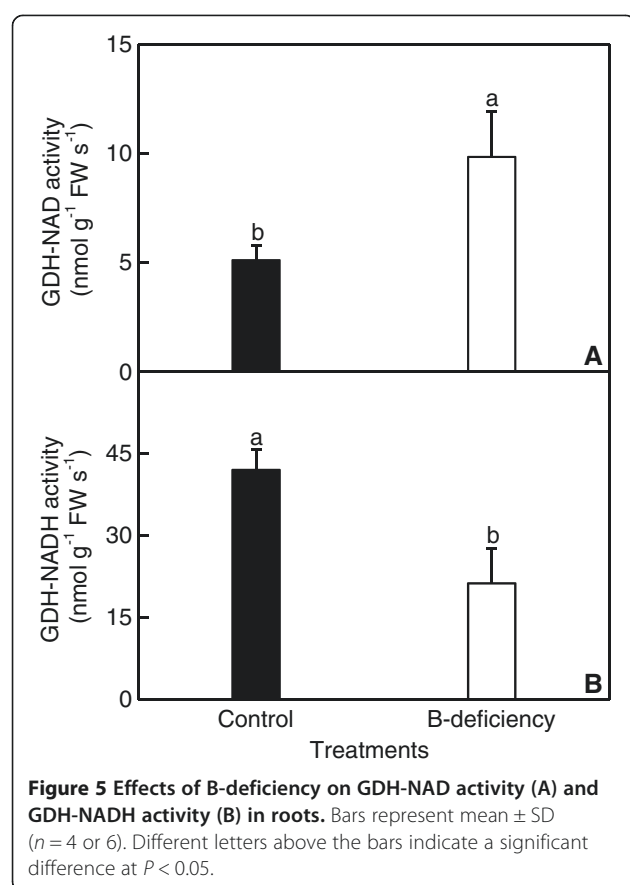 15
GDH-NAD activity
(nmol g⁻¹ FW s⁻¹)
10
5
0
b
a
A
GDH-NADH activity
(nmol g⁻¹ FW s⁻¹)
45
30
15
0
a
b
B
Control B-deficiency
Treatments
Figure 5 Effects of B-deficiency on GDH-NAD activity (A) and
GDH-NADH activity (B) in roots. Bars represent mean ± SD
(n = 4 or 6). Different letters above the bars indicate a significant
difference at P < 0.05.